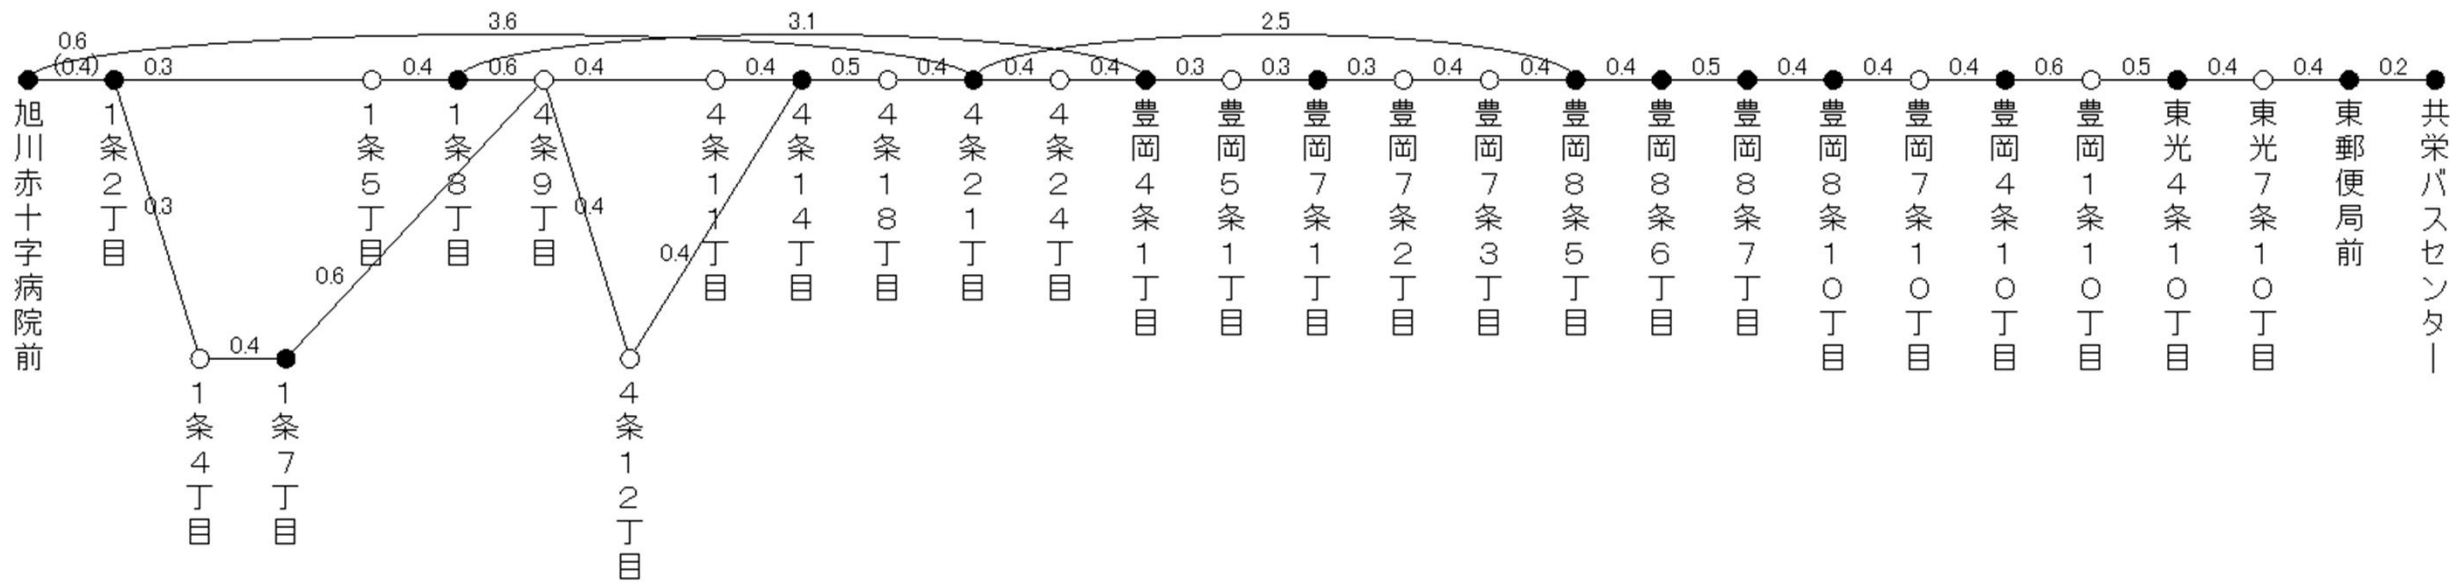 3.6
3.1
2.5
0.6
(0.4)
0.3
0.4
0.6
0.4
0.4
0.5
0.4
0.4
0.4
0.3
0.3
0.3
0.4
0.4
0.4
0.5
0.4
0.4
0.4
0.6
0.5
0.4
0.4
0.2
旭川赤十字病院前
1条2丁目
1条5丁目
1条8丁目
4条9丁目
4条11丁目
4条14丁目
4条18丁目
4条21丁目
4条24丁目
豊岡4条1丁目
豊岡5条1丁目
豊岡7条1丁目
豊岡7条2丁目
豊岡7条3丁目
豊岡8条5丁目
豊岡8条6丁目
豊岡8条7丁目
豊岡8条10丁目
豊岡7条10丁目
豊岡4条10丁目
豊岡1条10丁目
東光4条10丁目
東光7条10丁目
東郵便局前
共栄バスセンター
0.3
0.4
0.6
0.4
0.4
1条4丁目
1条7丁目
4条12丁目